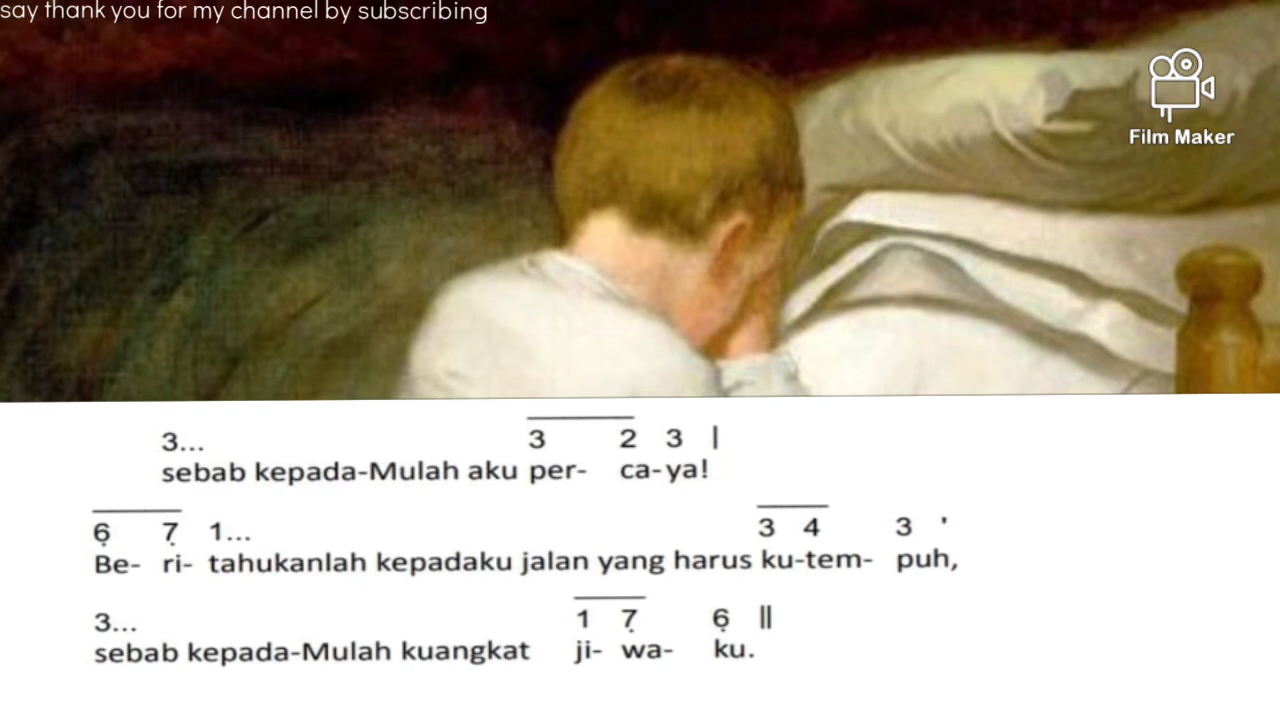 say thank you for my channel by subscribing
Film Maker
3... 3 2 3 |
sebab kepada-Mulah aku per- ca-ya!
6̣ 7̣ 1... 3 4 3 '
Be- ri- tahukanlah kepadaku jalan yang harus ku-tem- puh,
3... 1 7̣ 6̣ ||
sebab kepada-Mulah kuangkat ji- wa- ku.